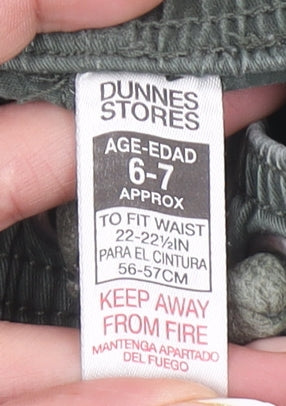 DUNNES
STORES
AGE-EDAD
6-7
APPROX
TO FIT WAIST
22-22½IN
PARA EL CINTURA
56-57CM
KEEP AWAY
FROM FIRE
MANTENGA APARTADO
DEL FUEGO